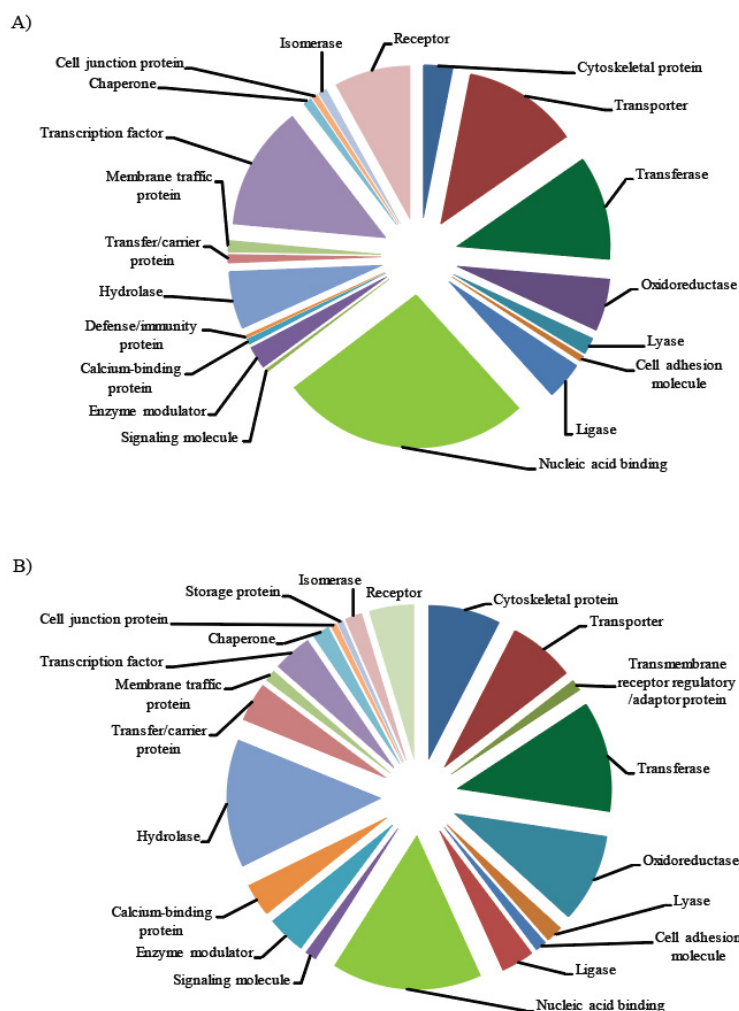 A)
Receptor
Isomerase
Cell junction protein
Chaperone
Transcription factor
Membrane traffic
protein
Transfer/carrier
protein
Hydrolase
Defense/immunity
protein
Calcium-binding
protein
Enzyme modulator
Signaling molecule
Cytoskeletal protein
Transporter
Transferase
Oxidoreductase
Lyase
Cell adhesion
molecule
Ligase
Nucleic acid binding
B)
Receptor
Isomerase
Storage protein
Cell junction protein
Chaperone
Transcription factor
Membrane traffic
protein
Transfer/carrier
protein
Hydrolase
Calcium-binding
protein
Enzyme modulator
Signaling molecule
Cytoskeletal protein
Transporter
Transmembrane
receptor regulatory
/adaptor protein
Transferase
Oxidoreductase
Lyase
Cell adhesion
molecule
Ligase
Nucleic acid binding